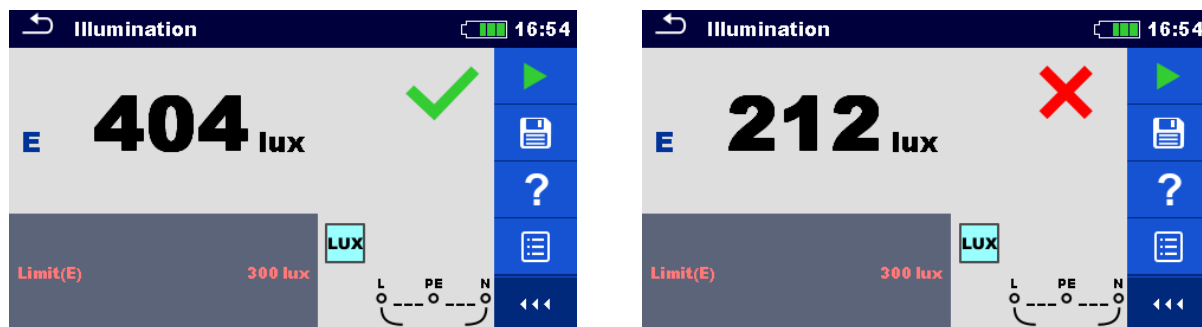 Illumination 16:54
E 404 lux
?
LUX
Limit(E) 300 lux
L PE N
Illumination 16:54
E 212 lux
?
LUX
Limit(E) 300 lux
L PE N